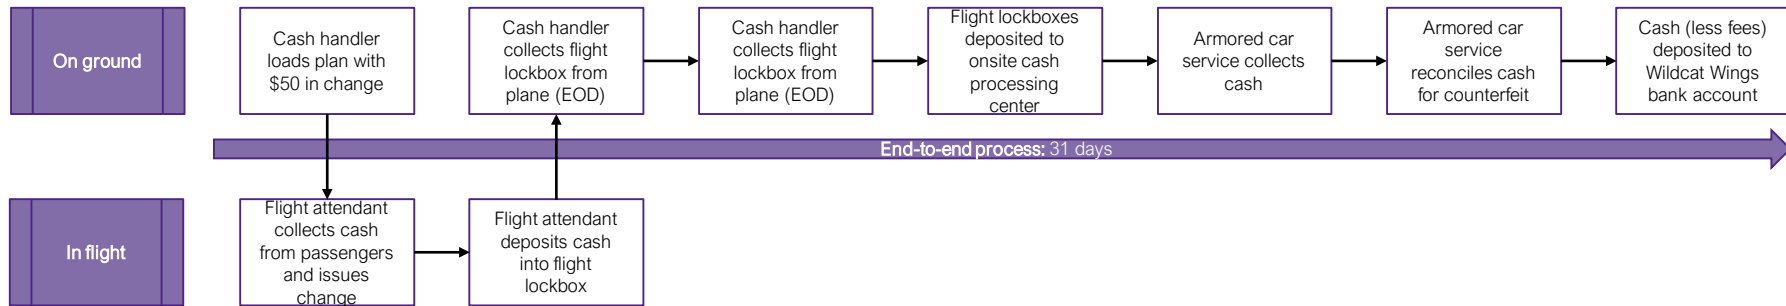 On ground
Cash handler
loads plan with
$50 in change
Cash handler
collects flight
lockbox from
plane (EOD)
Cash handler
collects flight
lockbox from
plane (EOD)
Flight lockboxes
deposited to
onsite cash
processing
center
Armored car
service collects
cash
Armored car
service
reconciles cash
for counterfeit
Cash (less fees)
deposited to
Wildcat Wings
bank account
End-to-end process: 31 days
In flight
Flight attendant
collects cash
from passengers
and issues
change
Flight attendant
deposits cash
into flight
lockbox